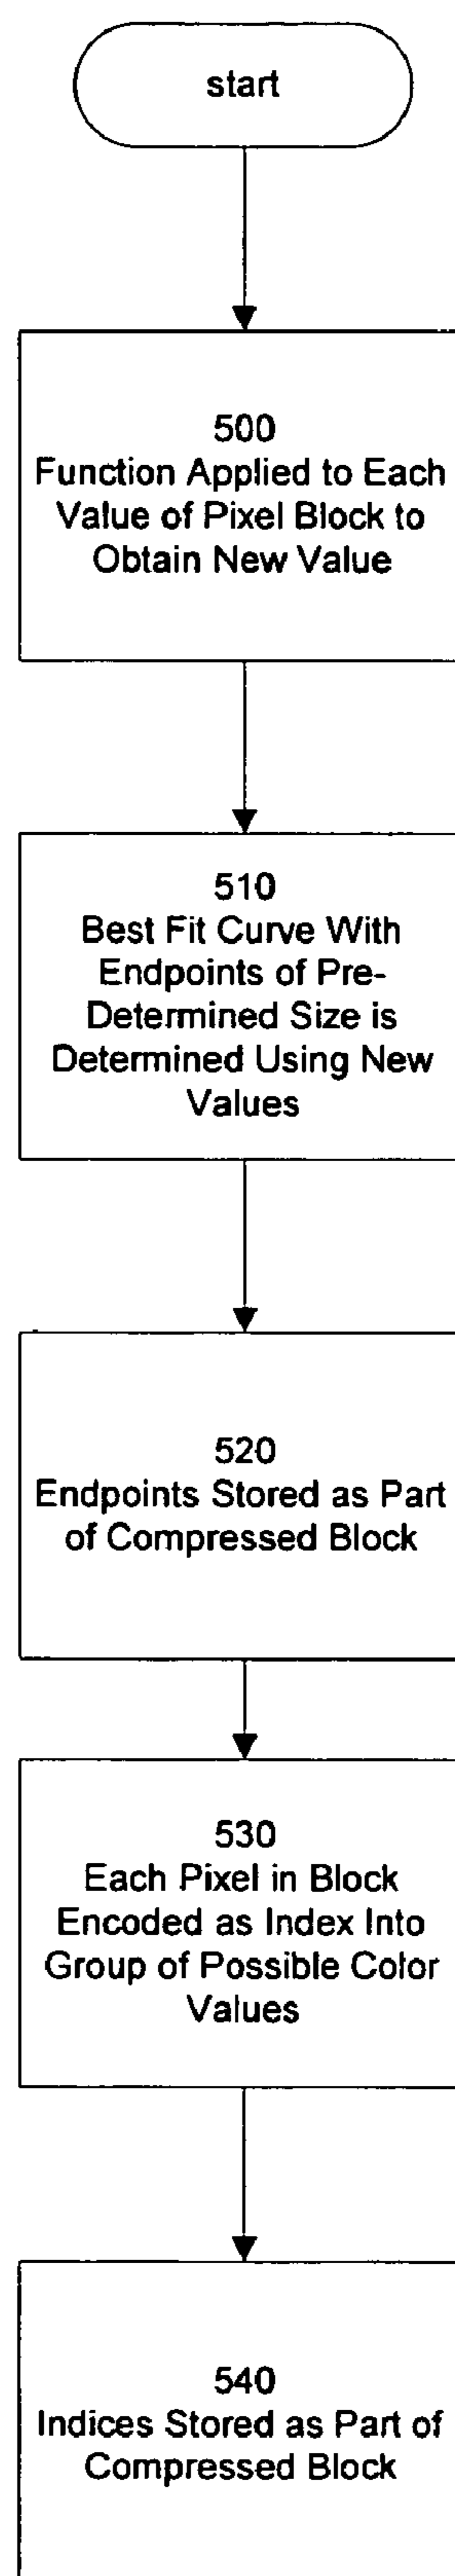 start
500
Function Applied to Each
Value of Pixel Block to
Obtain New Value
510
Best Fit Curve With
Endpoints of Pre-
Determined Size is
Determined Using New
Values
520
Endpoints Stored as Part
of Compressed Block
530
Each Pixel in Block
Encoded as Index Into
Group of Possible Color
Values
540
Indices Stored as Part of
Compressed Block